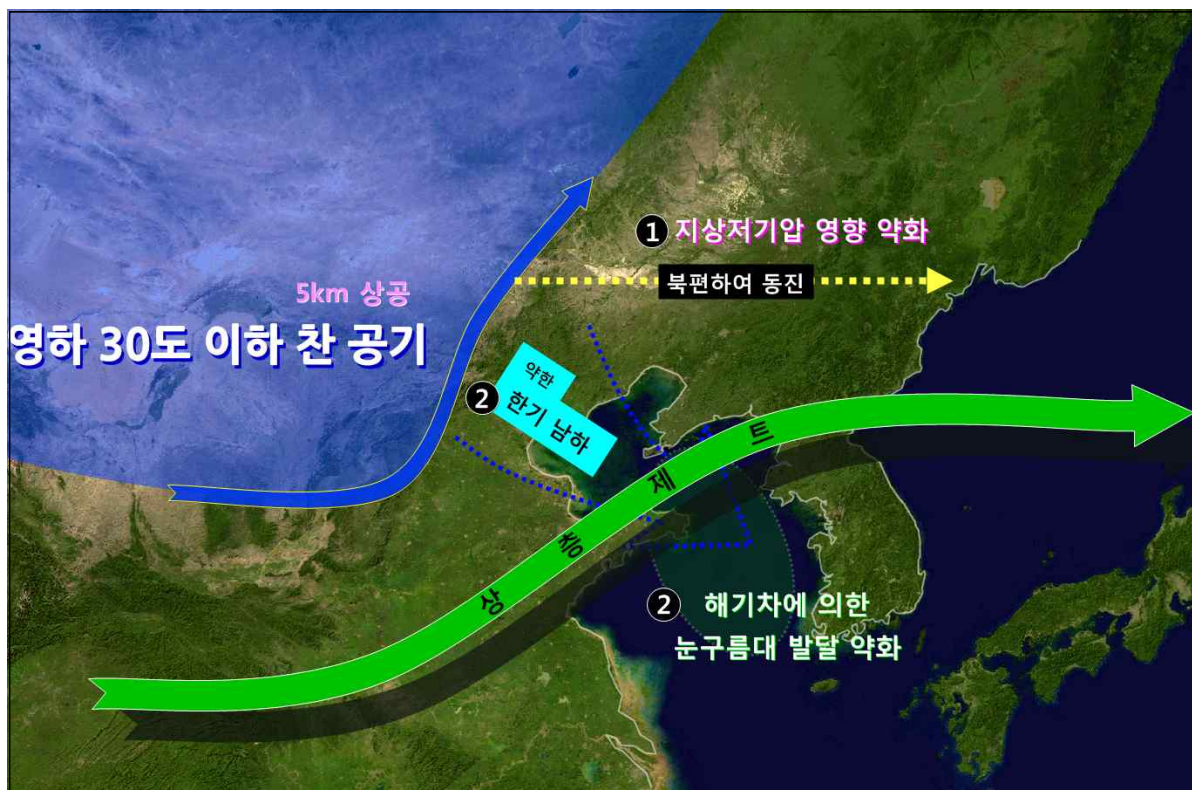 ❶ 지상저기압 영향 약화
북편하여 동진
5km 상공
영하 30도 이하 찬 공기
약한
❷ 한기 남하
상층제트
❷ 해기차에 의한
눈구름대 발달 약화